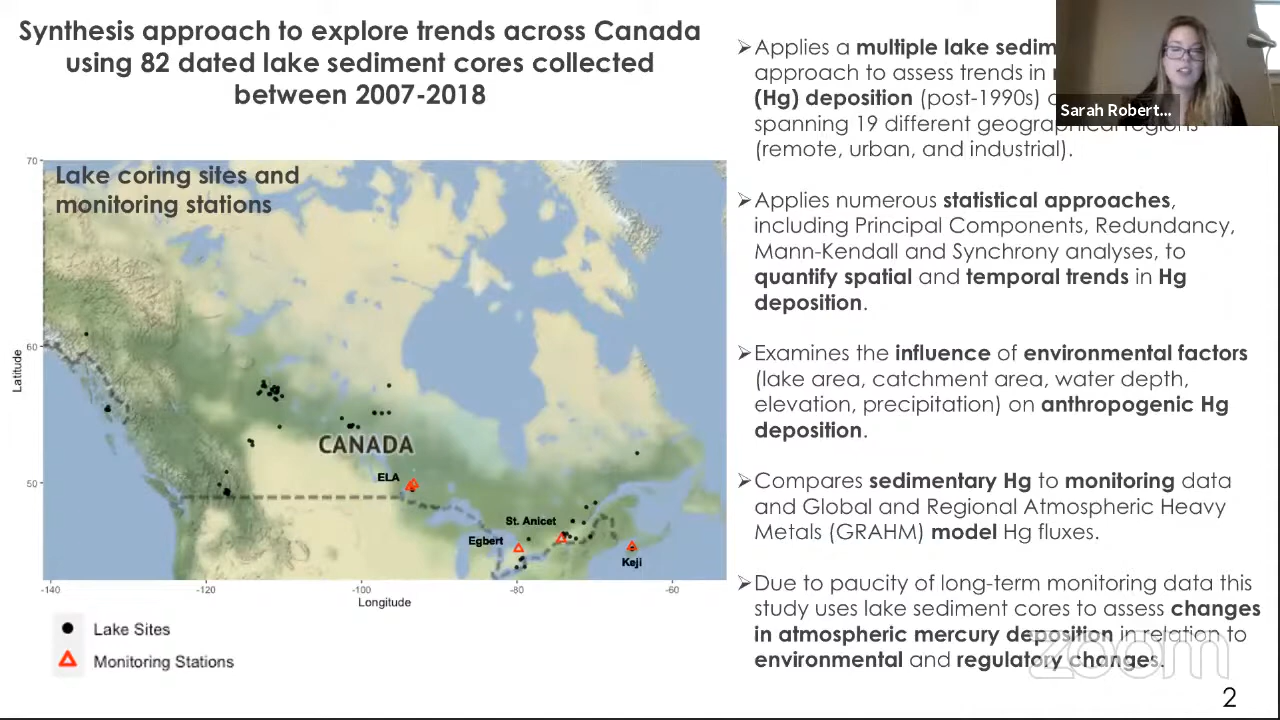 Synthesis approach to explore trends across Canada
using 82 dated lake sediment cores collected
between 2007-2018
Lake coring sites and
monitoring stations
70
60
50
Latitude
CANADA
ELA
St. Anicet
Egbert
Keji
-140
-120
-100
-80
-60
Longitude
Lake Sites
Monitoring Stations
➢Applies a multiple lake sedim
approach to assess trends in
(Hg) deposition (post-1990s)
spanning 19 different geographical regions
(remote, urban, and industrial).
➢Applies numerous statistical approaches,
including Principal Components, Redundancy,
Mann-Kendall and Synchrony analyses, to
quantify spatial and temporal trends in Hg
deposition.
➢Examines the influence of environmental factors
(lake area, catchment area, water depth,
elevation, precipitation) on anthropogenic Hg
deposition.
➢Compares sedimentary Hg to monitoring data
and Global and Regional Atmospheric Heavy
Metals (GRAHM) model Hg fluxes.
➢Due to paucity of long-term monitoring data this
study uses lake sediment cores to assess changes
in atmospheric mercury deposition in relation to
environmental and regulatory changes.
Sarah Robert...
zoom
2